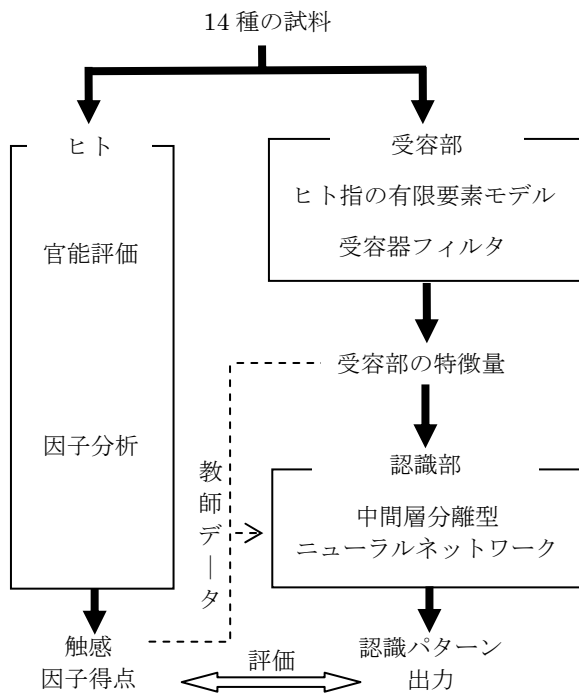 14 種の試料
ヒト
官能評価
因子分析
触感
因子得点
受容部
ヒト指の有限要素モデル
受容器フィルタ
受容部の特徴量
教師データ
認識部
中間層分離型
ニューラルネットワーク
認識パターン
出力
評価